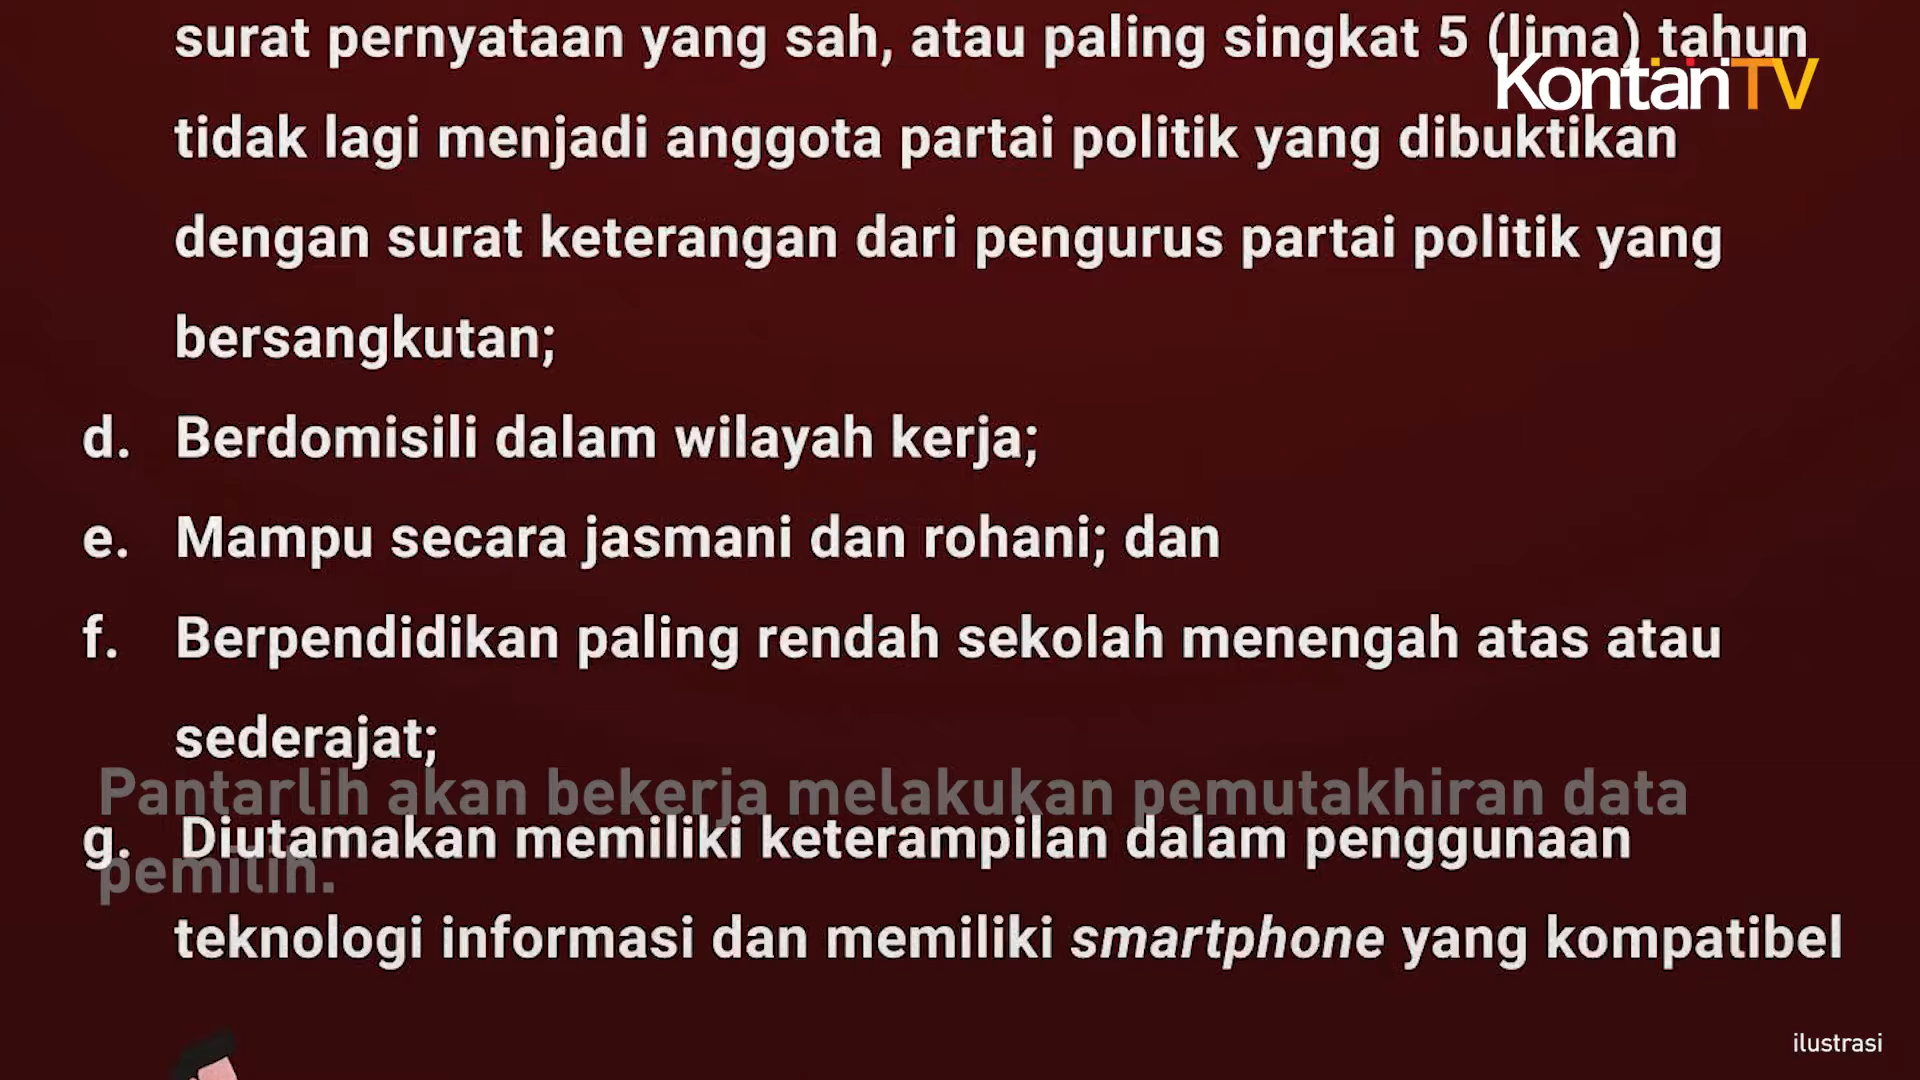 surat pernyataan yang sah, atau paling singkat 5 (lima) tahun
KontanTV
tidak lagi menjadi anggota partai politik yang dibuktikan
dengan surat keterangan dari pengurus partai politik yang
bersangkutan;
d. Berdomisili dalam wilayah kerja;
e. Mampu secara jasmani dan rohani; dan
f. Berpendidikan paling rendah sekolah menengah atas atau
sederajat;
Pantarlih akan bekerja melakukan pemutakhiran data
g. Diutamakan memiliki keterampilan dalam penggunaan
pemilih.
teknologi informasi dan memiliki smartphone yang kompatibel
ilustrasi